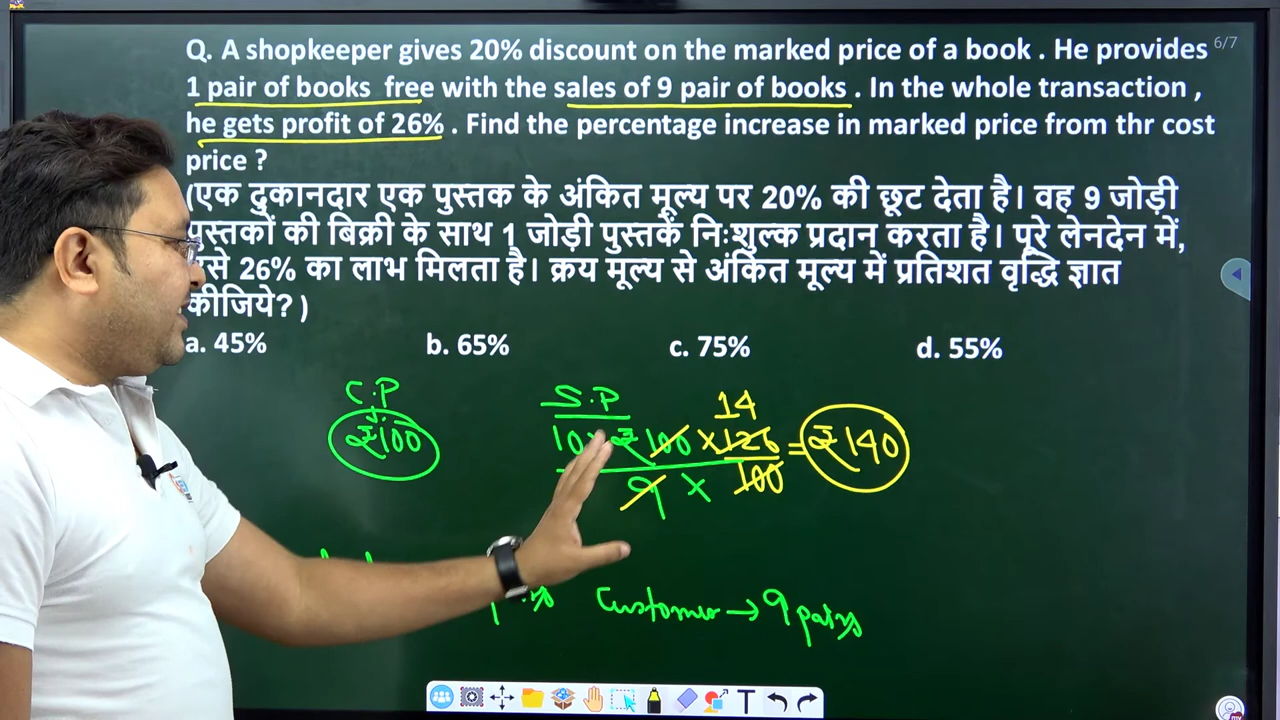 Q. A shopkeeper gives 20% discount on the marked price of a book . He provides
6/7
1 pair of books free with the sales of 9 pair of books . In the whole transaction ,
he gets profit of 26% . Find the percentage increase in marked price from thr cost
price ?
(एक दुकानदार एक पुस्तक के अंकित मूल्य पर 20% की छूट देता है। वह 9 जोड़ी
पुस्तकों की बिक्री के साथ 1 जोड़ी पुस्तकें निःशुल्क प्रदान करता है। पूरे लेनदेन में,
26% का लाभ मिलता है। क्रय मूल्य से अंकित मूल्य में प्रतिशत वृद्धि ज्ञात
कीजिये? )
a. 45% b. 65% c. 75% d. 55%
C.P S.P 14
₹100 10 × ₹100 × 126 = ₹140
9 × 100
Customer → 9 pairs
T